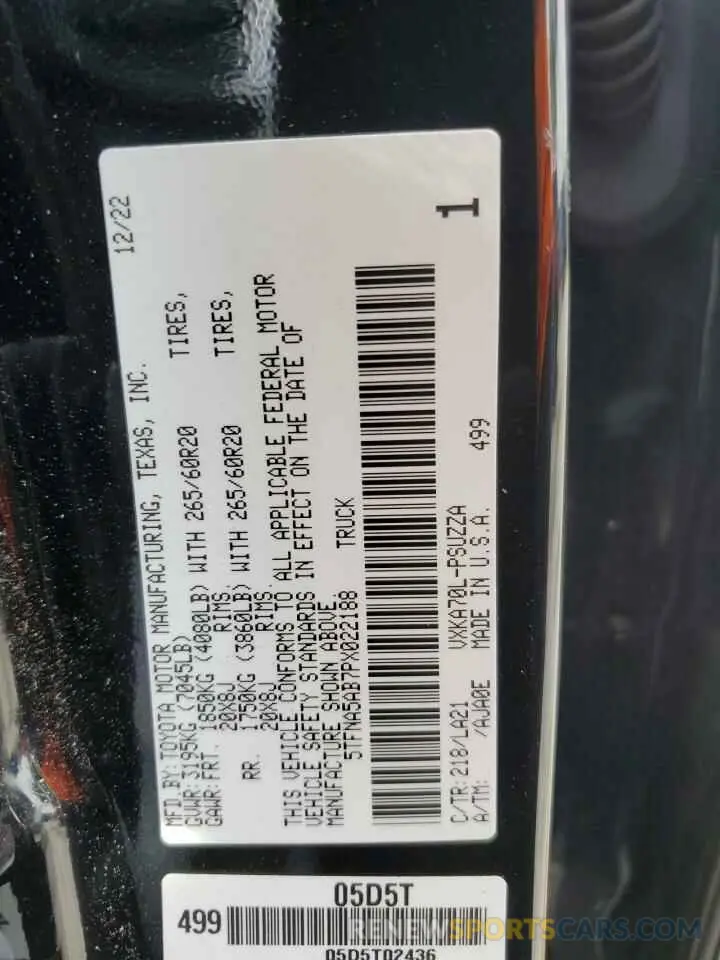 MFD.BY:TOYOTA MOTOR MANUFACTURING, TEXAS, INC. 12/22
GVWR:3195KG (7045LB)
GAWR:FRT. 1850KG (4080LB) WITH 265/60R20 TIRES,
20X8J RIMS.
RR. 1750KG (3860LB) WITH 265/60R20 TIRES,
20X8J RIMS.
THIS VEHICLE CONFORMS TO ALL APPLICABLE FEDERAL MOTOR
VEHICLE SAFETY STANDARDS IN EFFECT ON THE DATE OF
MANUFACTURE SHOWN ABOVE.
5TFNA5AB7PX022188 TRUCK
1
C/TR:218/LA21 VXKA70L-PSUZZA 499
A/TM: /AJA0E MADE IN U.S.A.
05D5T
499
05D5T02436
VIEWSPORTSCARS.COM